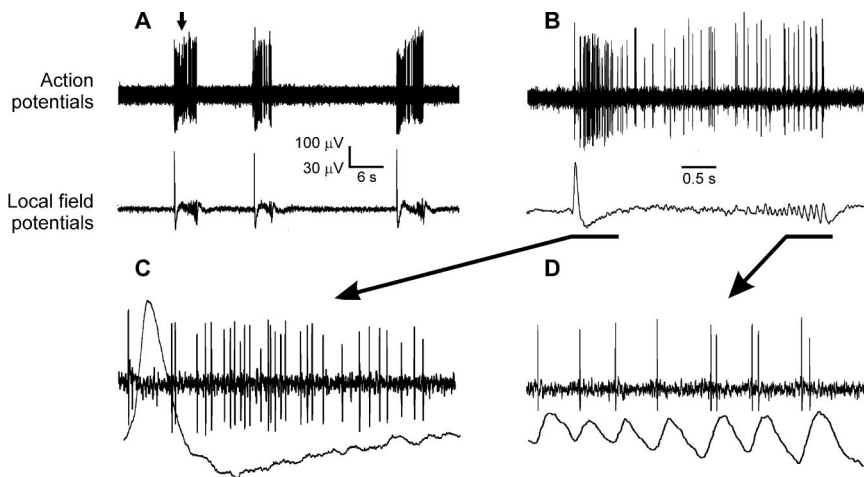 A
B
Action
potentials
100 μV
30 μV
6 s
0.5 s
Local field
potentials
C
D